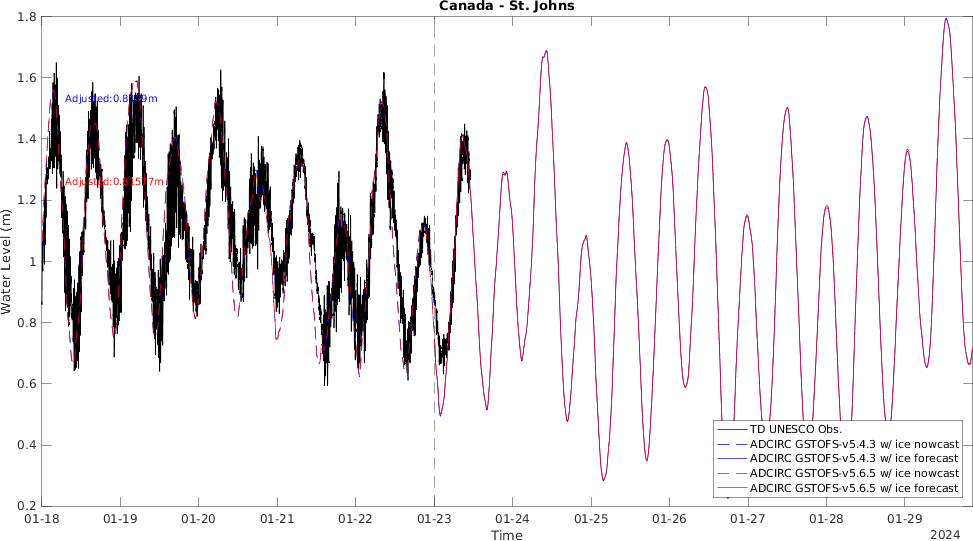 Canada - St. Johns
Water Level (m)
1.8
1.6
1.4
1.2
1
0.8
0.6
0.4
0.2
TD UNESCO Obs.
ADCIRC GSTOFS-v5.4.3 w/ ice nowcast
ADCIRC GSTOFS-v5.4.3 w/ ice forecast
ADCIRC GSTOFS-v5.6.5 w/ ice nowcast
ADCIRC GSTOFS-v5.6.5 w/ ice forecast
01-18 01-19 01-20 01-21 01-22 01-23 01-24 01-25 01-26 01-27 01-28 01-29
Time
2024